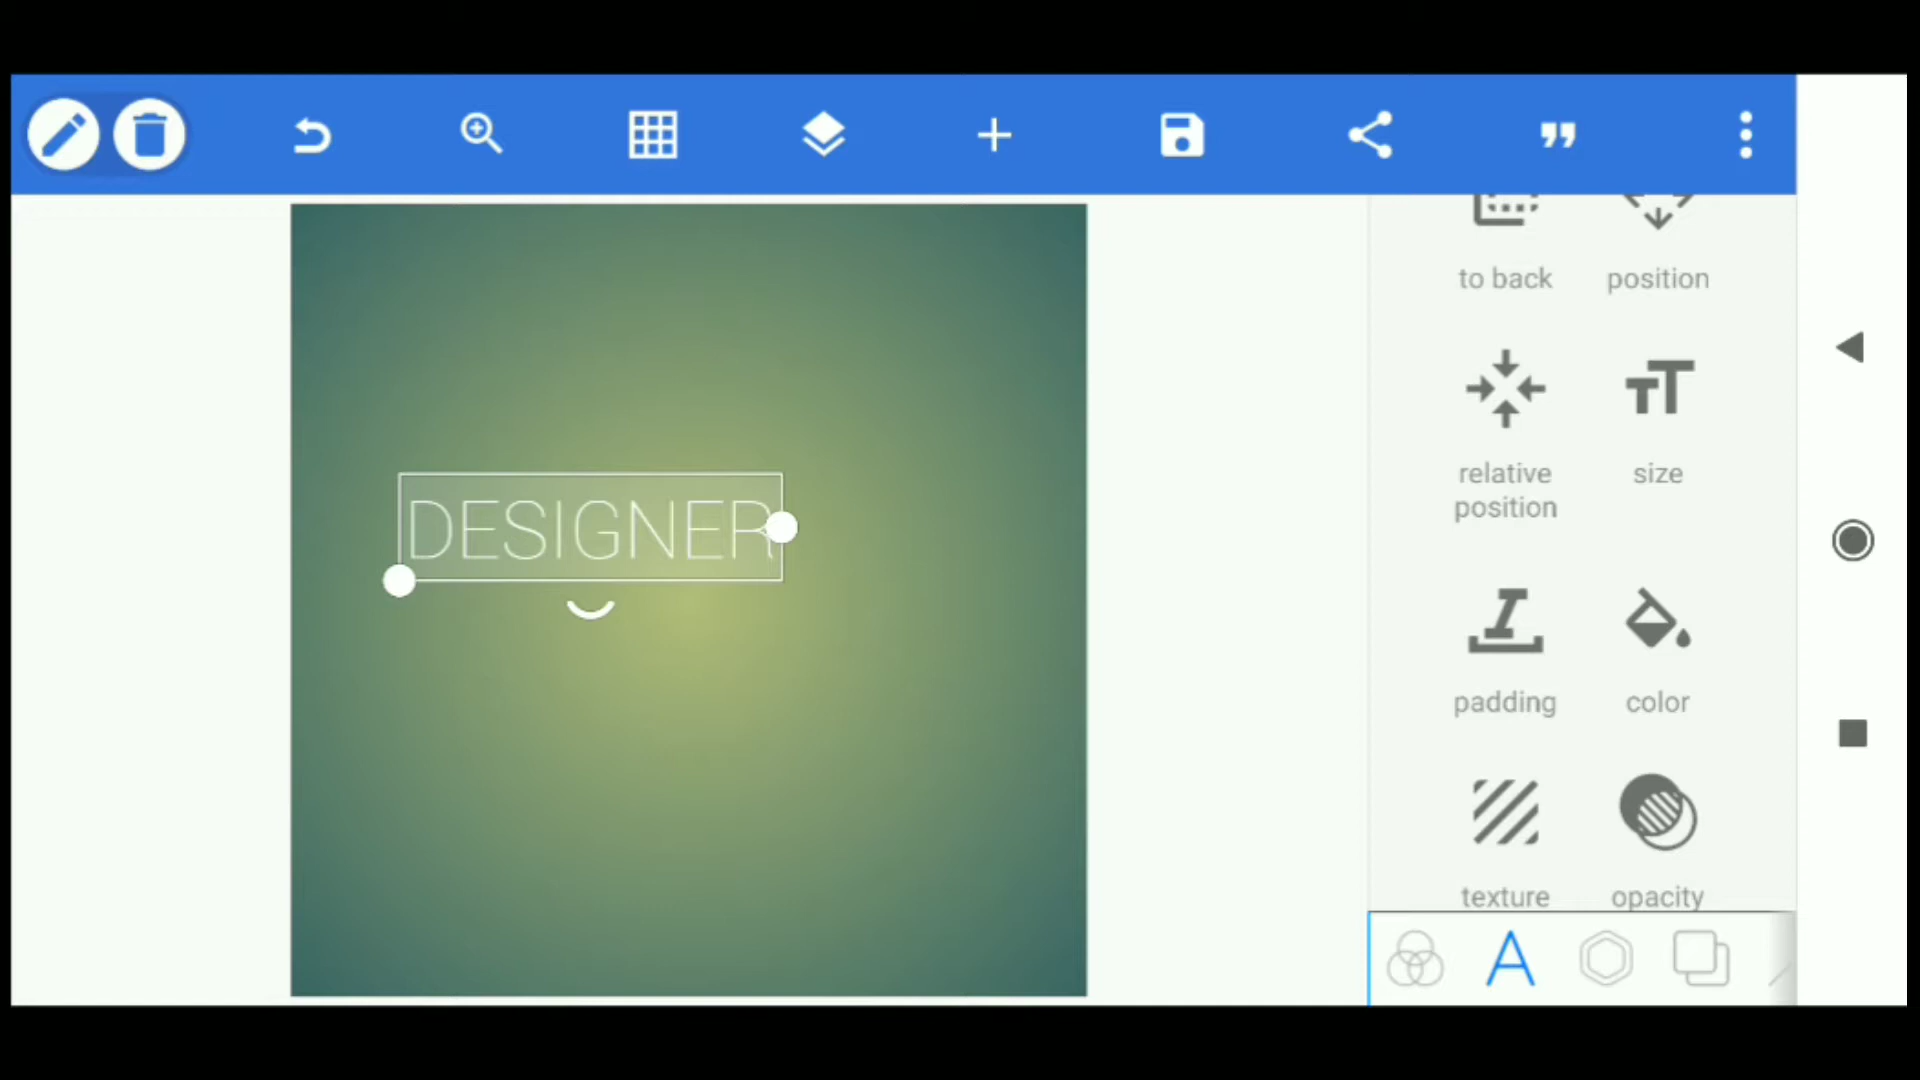 to back
position
DESIGNER
relative
position
size
padding
color
texture
opacity